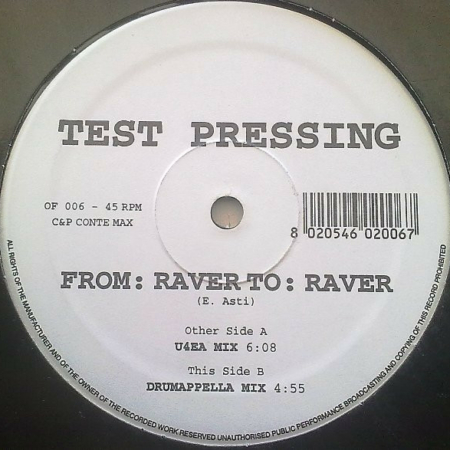 TEST PRESSING
OF 006 - 45 RPM
C&P CONTE MAX
8 020546 020067
FROM: RAVER TO: RAVER
(E. Asti)
Other Side A
U4EA MIX 6:08
This Side B
DRUMAPPELLA MIX 4:55
ALL RIGHTS OF THE MANUFACTURER AND OF THE OWNER OF THE RECORDED WORK RESERVED UNAUTHORISED PUBLIC PERFORMANCE BROADCASTING AND COPYING OF THIS RECORD PROHIBITED